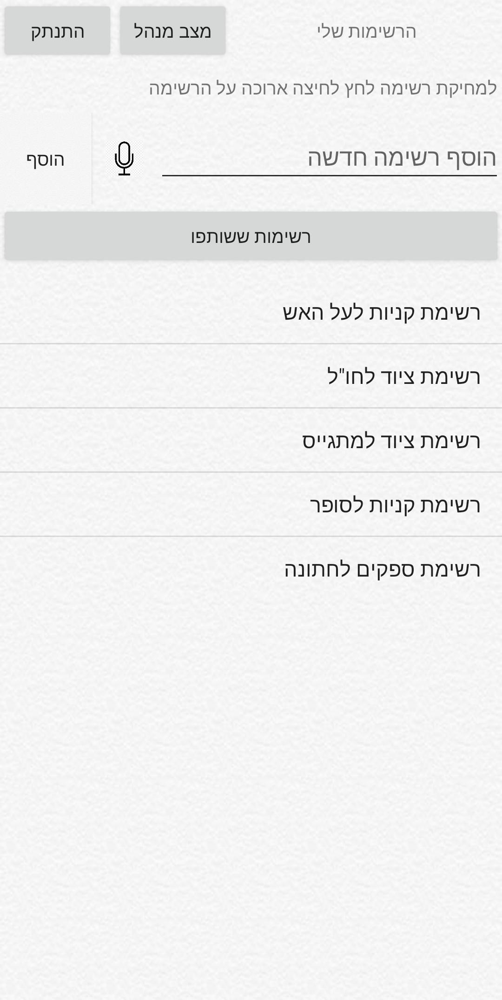 הרשימות שלי
מצב מנהל
התנתק
למחיקת רשימה לחץ לחיצה ארוכה על הרשימה
הוסף רשימה חדשה
הוסף
רשימות ששותפו
רשימת קניות לעל האש
רשימת ציוד לחו"ל
רשימת ציוד למתגייס
רשימת קניות לסופר
רשימת ספקים לחתונה